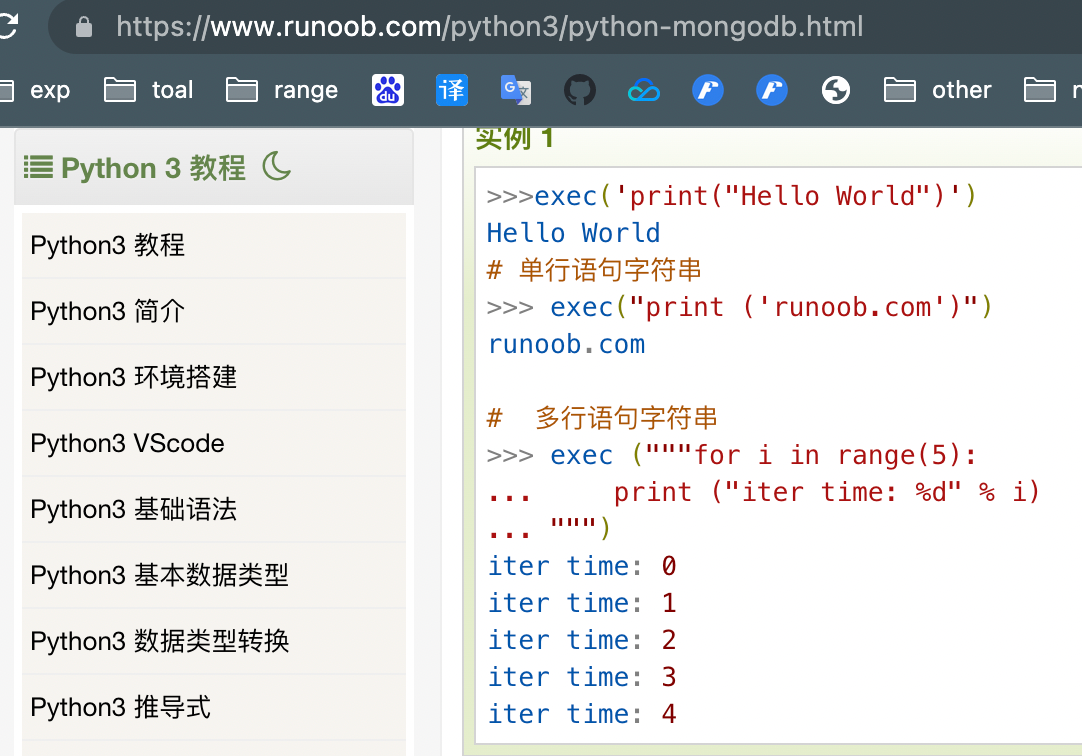 https://www.runoob.com/python3/python-mongodb.html
exp toal range du 译 G 文 other
Python 3 教程
Python3 教程
Python3 简介
Python3 环境搭建
Python3 VScode
Python3 基础语法
Python3 基本数据类型
Python3 数据类型转换
Python3 推导式
实例 1
>>>exec('print("Hello World")')
Hello World
# 单行语句字符串
>>> exec("print ('runoob.com')")
runoob.com
#  多行语句字符串
>>> exec ("""for i in range(5):
...     print ("iter time: %d" % i)
... """)
iter time: 0
iter time: 1
iter time: 2
iter time: 3
iter time: 4